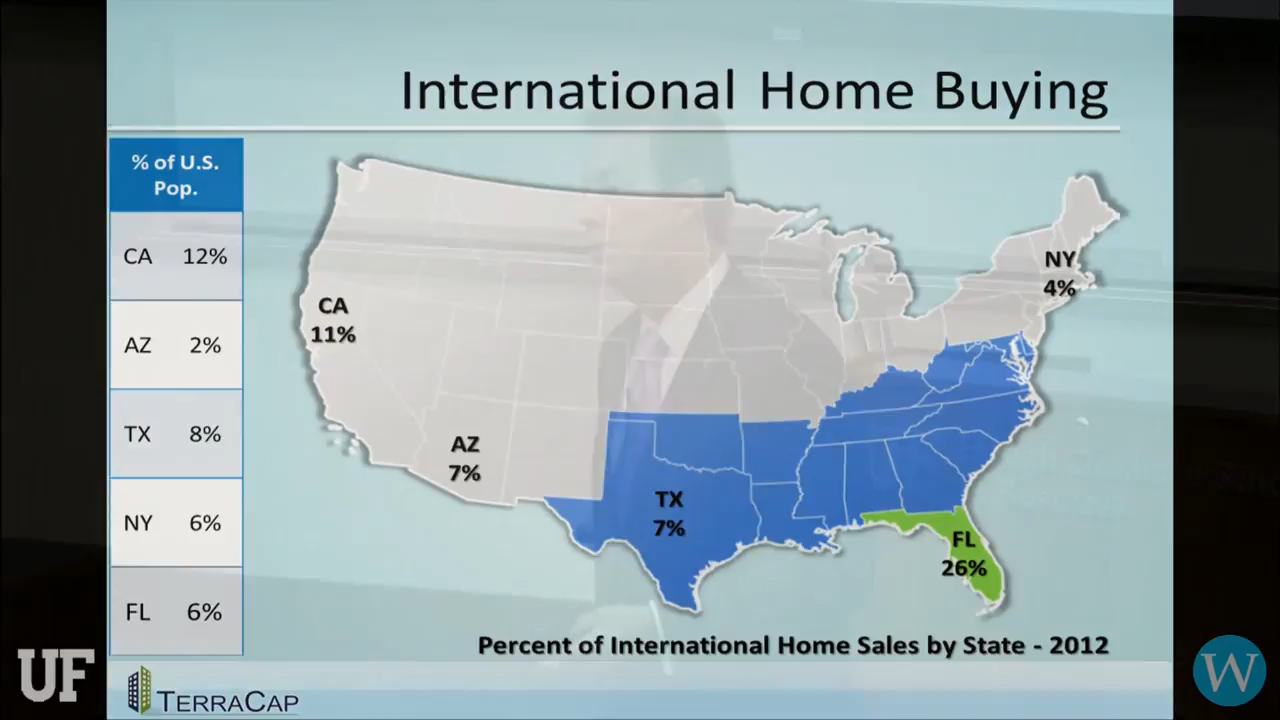 International Home Buying
% of U.S.
Pop.
CA 12%
AZ 2%
TX 8%
NY 6%
FL 6%
CA
11%
AZ
7%
TX
7%
NY
4%
FL
26%
Percent of International Home Sales by State - 2012
UF
TERRACAP
W